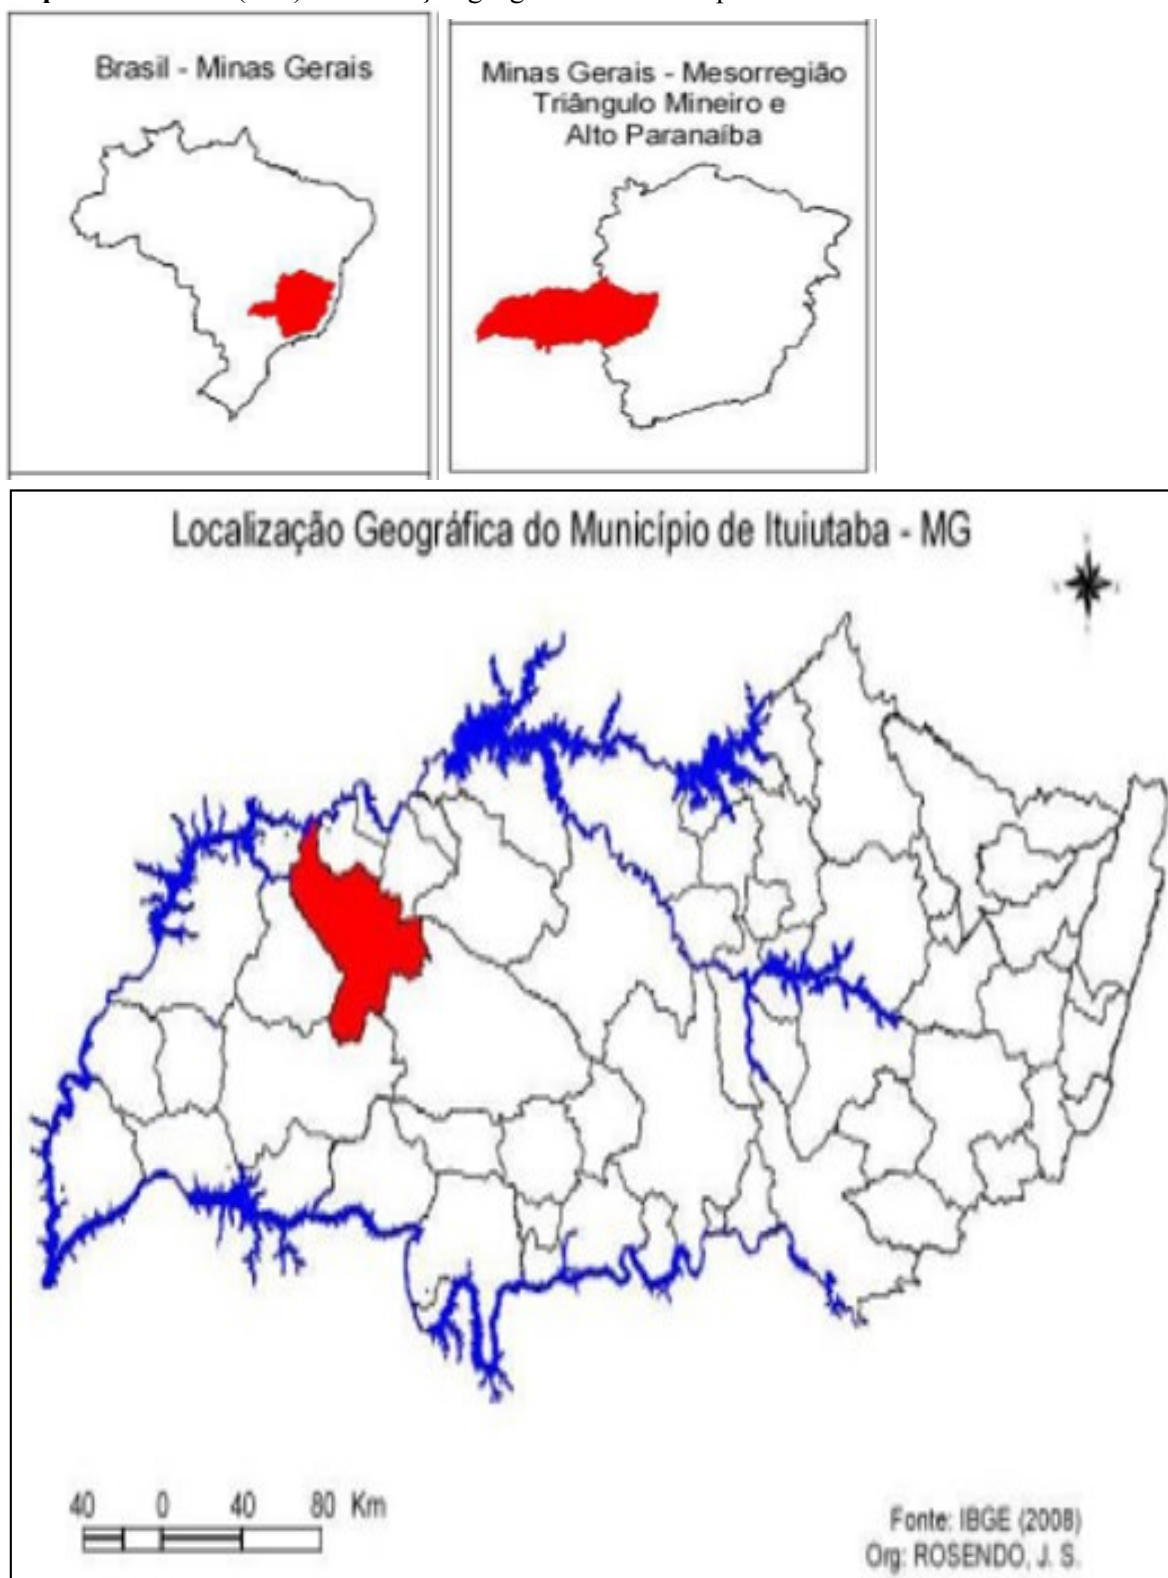 Brasil - Minas Gerais
Minas Gerais - Mesorregião
Triângulo Mineiro e
Alto Paranaíba
Localização Geográfica do Município de Ituiutaba - MG
40 0 40 80 Km
Fonte: IBGE (2008)
Org: ROSENDO, J. S.